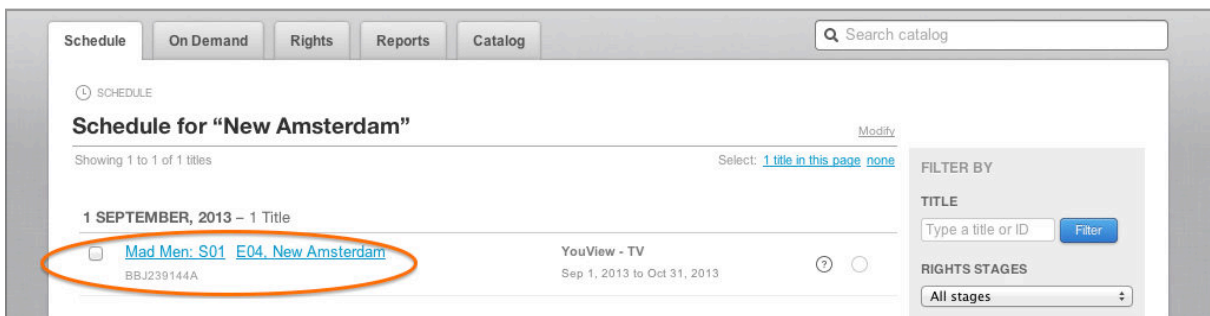 Schedule On Demand Rights Reports Catalog Search catalog
SCHEDULE
Schedule for “New Amsterdam” Modify
Showing 1 to 1 of 1 titles Select: 1 title in this page none
FILTER BY
TITLE
Type a title or ID Filter
1 SEPTEMBER, 2013 – 1 Title
Mad Men: S01 E04, New Amsterdam YouView - TV
BBJ239144A Sep 1, 2013 to Oct 31, 2013 ?
RIGHTS STAGES
All stages